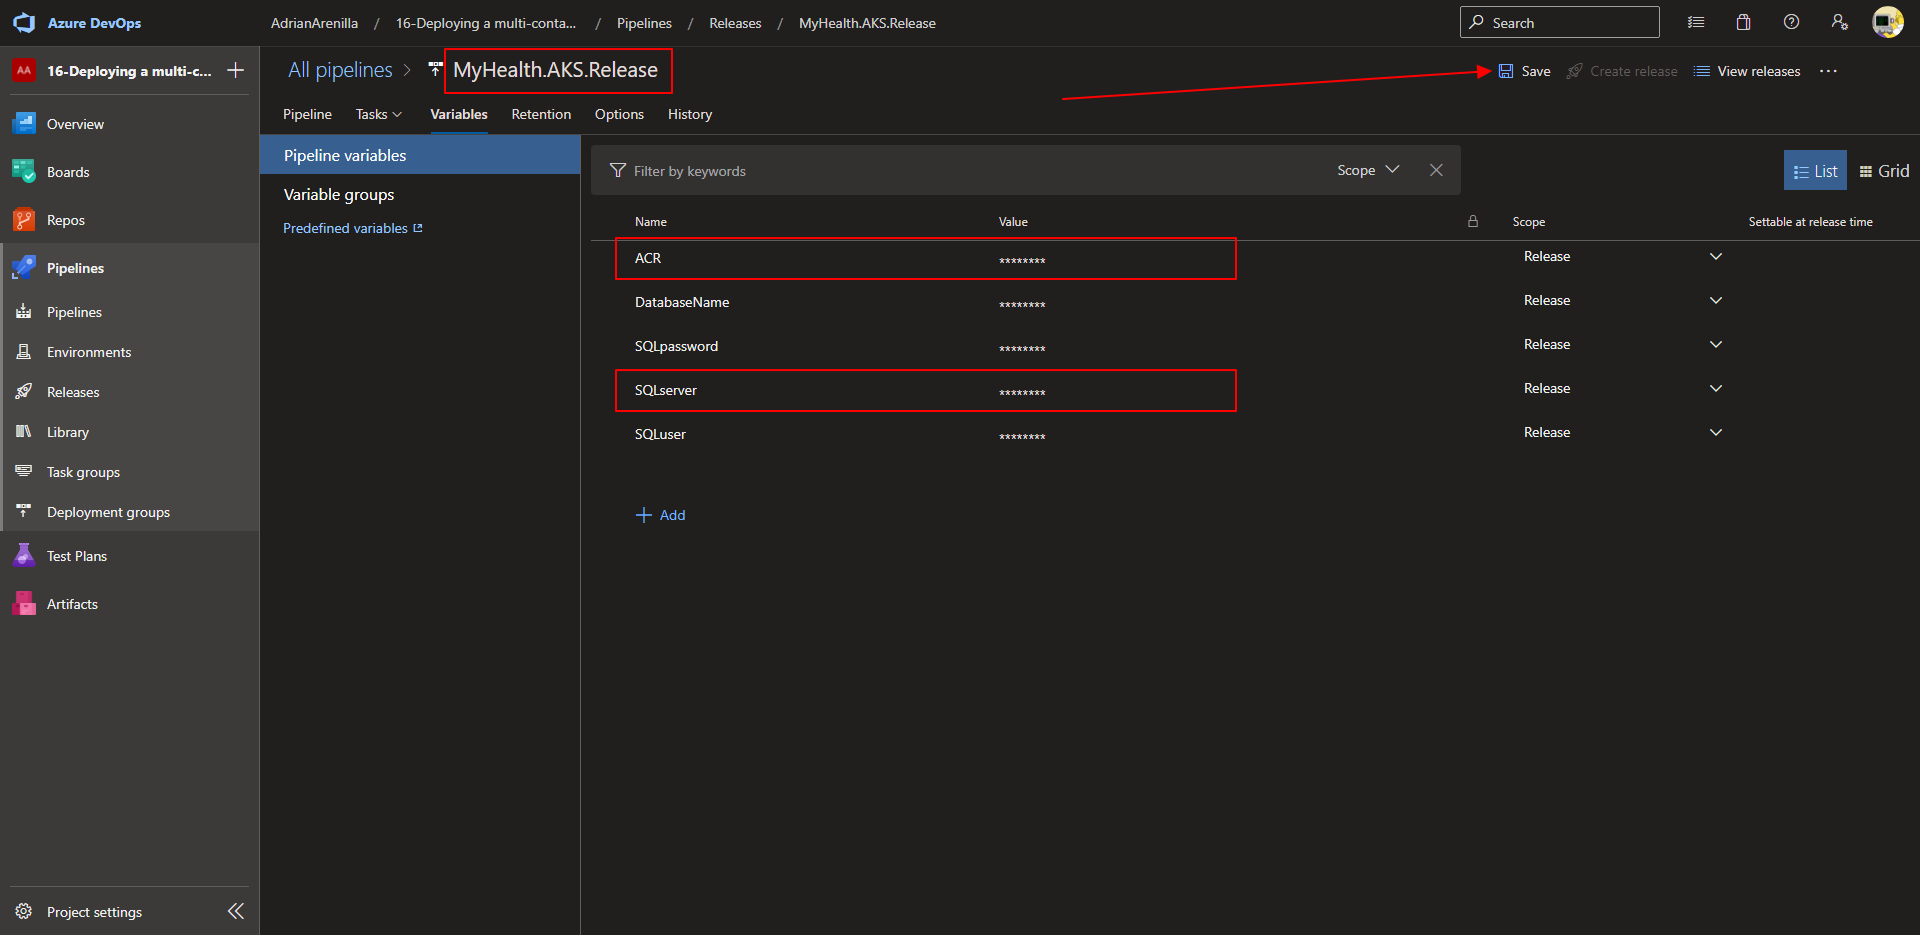 Azure DevOps
AdrianArenilla / 16-Deploying a multi-conta... / Pipelines / Releases / MyHealth.AKS.Release
Search
AA
16-Deploying a multi-c...
All pipelines
MyHealth.AKS.Release
Save
Create release
View releases
Overview
Boards
Repos
Pipelines
Pipelines
Environments
Releases
Library
Task groups
Deployment groups
Test Plans
Artifacts
Project settings
Pipeline
Tasks
Variables
Retention
Options
History
Pipeline variables
Variable groups
Predefined variables
Filter by keywords
Scope
List
Grid
Name Value Scope Settable at release time
ACR ******** Release
DatabaseName ******** Release
SQLpassword ******** Release
SQLserver ******** Release
SQLuser ******** Release
Add